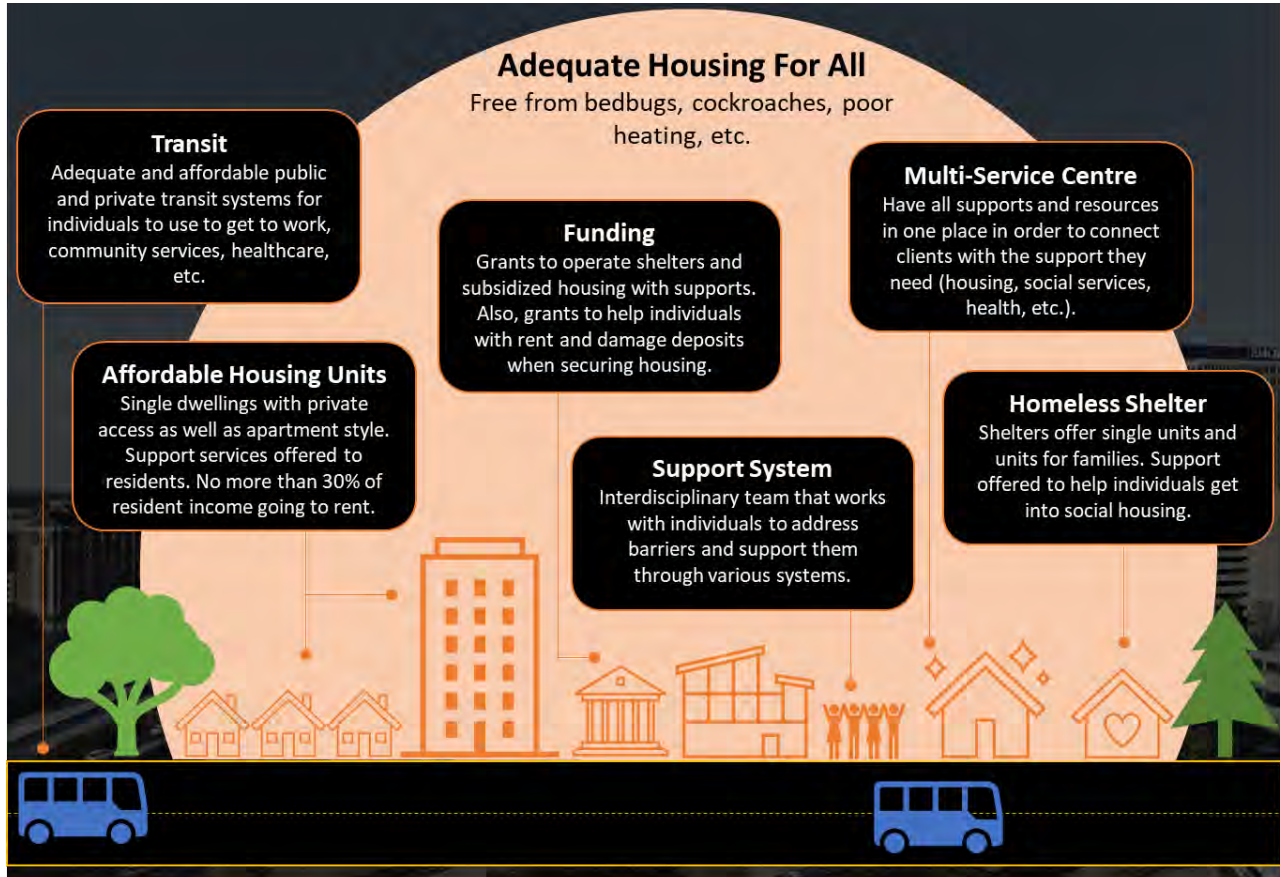 Adequate Housing For All
Free from bedbugs, cockroaches, poor
heating, etc.
Transit
Adequate and affordable public
and private transit systems for
individuals to use to get to work,
community services, healthcare,
etc.
Affordable Housing Units
Single dwellings with private
access as well as apartment style.
Support services offered to
residents. No more than 30% of
resident income going to rent.
Funding
Grants to operate shelters and
subsidized housing with supports.
Also, grants to help individuals
with rent and damage deposits
when securing housing.
Support System
Interdisciplinary team that works
with individuals to address
barriers and support them
through various systems.
Multi-Service Centre
Have all supports and resources
in one place in order to connect
clients with the support they
need (housing, social services,
health, etc.).
Homeless Shelter
Shelters offer single units and
units for families. Support
offered to help individuals get
into social housing.